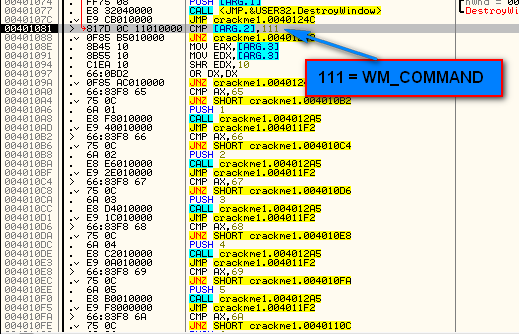 00401074 . FF75 08 PUSH [ARG.1] hWnd =
00401077 . E8 82040000 CALL <JMP.&USER32.DestroyWindow> DestroyWi
0040107C . E9 CB010000 JMP crackme1.0040124C
00401081 > 817D 0C 11010000 CMP [ARG.2],111
00401088 . 0F85 B5010000 JNZ crackme1.
0040108E . 8B45 10 MOV EAX,[ARG.3]
00401091 . 8B55 10 MOV EDX,[ARG.3]
00401094 . C1EA 10 SHR EDX,10
00401097 . 66:0BD2 OR DX,DX
0040109A . 0F85 AC010000 JNZ crackme1.0040124
111 = WM_COMMAND
004010A0 . 66:83F8 65 CMP AX,65
004010A4 . 75 0C JNZ SHORT crackme1.004010B2
004010A6 . 6A 01 PUSH 1
004010A8 . E8 F8010000 CALL crackme1.004012A5
004010AD . E9 40010000 JMP crackme1.004011F2
004010B2 > 66:83F8 66 CMP AX,66
004010B6 . 75 0C JNZ SHORT crackme1.004010C4
004010B8 . 6A 02 PUSH 2
004010BA . E8 E6010000 CALL crackme1.004012A5
004010BF . E9 2E010000 JMP crackme1.004011F2
004010C4 > 66:83F8 67 CMP AX,67
004010C8 . 75 0C JNZ SHORT crackme1.004010D6
004010CA . 6A 03 PUSH 3
004010CC . E8 D4010000 CALL crackme1.004012A5
004010D1 . E9 1C010000 JMP crackme1.004011F2
004010D6 > 66:83F8 68 CMP AX,68
004010DA . 75 0C JNZ SHORT crackme1.004010E8
004010DC . 6A 04 PUSH 4
004010DE . E8 C2010000 CALL crackme1.004012A5
004010E3 . E9 0A010000 JMP crackme1.004011F2
004010E8 > 66:83F8 69 CMP AX,69
004010EC . 75 0C JNZ SHORT crackme1.004010FA
004010EE . 6A 05 PUSH 5
004010F0 . E8 B0010000 CALL crackme1.004012A5
004010F5 . E9 F8000000 JMP crackme1.004011F2
004010FA > 66:83F8 6A CMP AX,6A
004010FE . 75 0C JNZ SHORT crackme1.0040110C